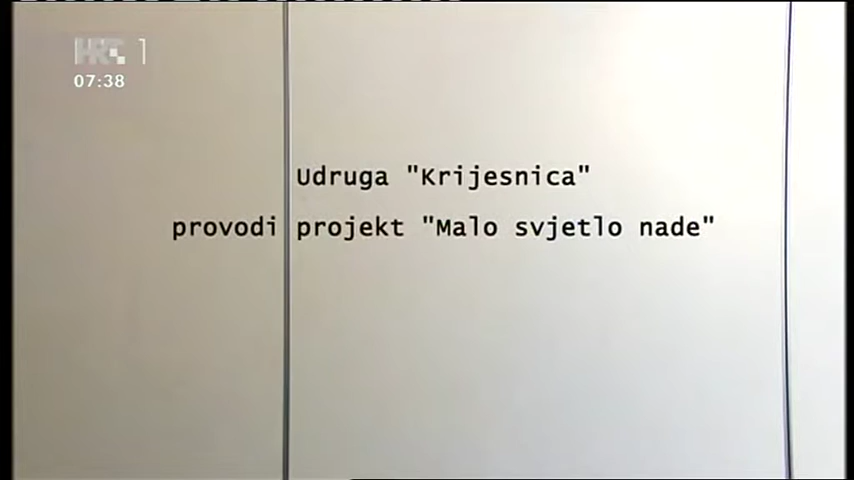 HRT 1
07:38
Udruga "Krijesnica"
provodi projekt "Malo svjetlo nade"